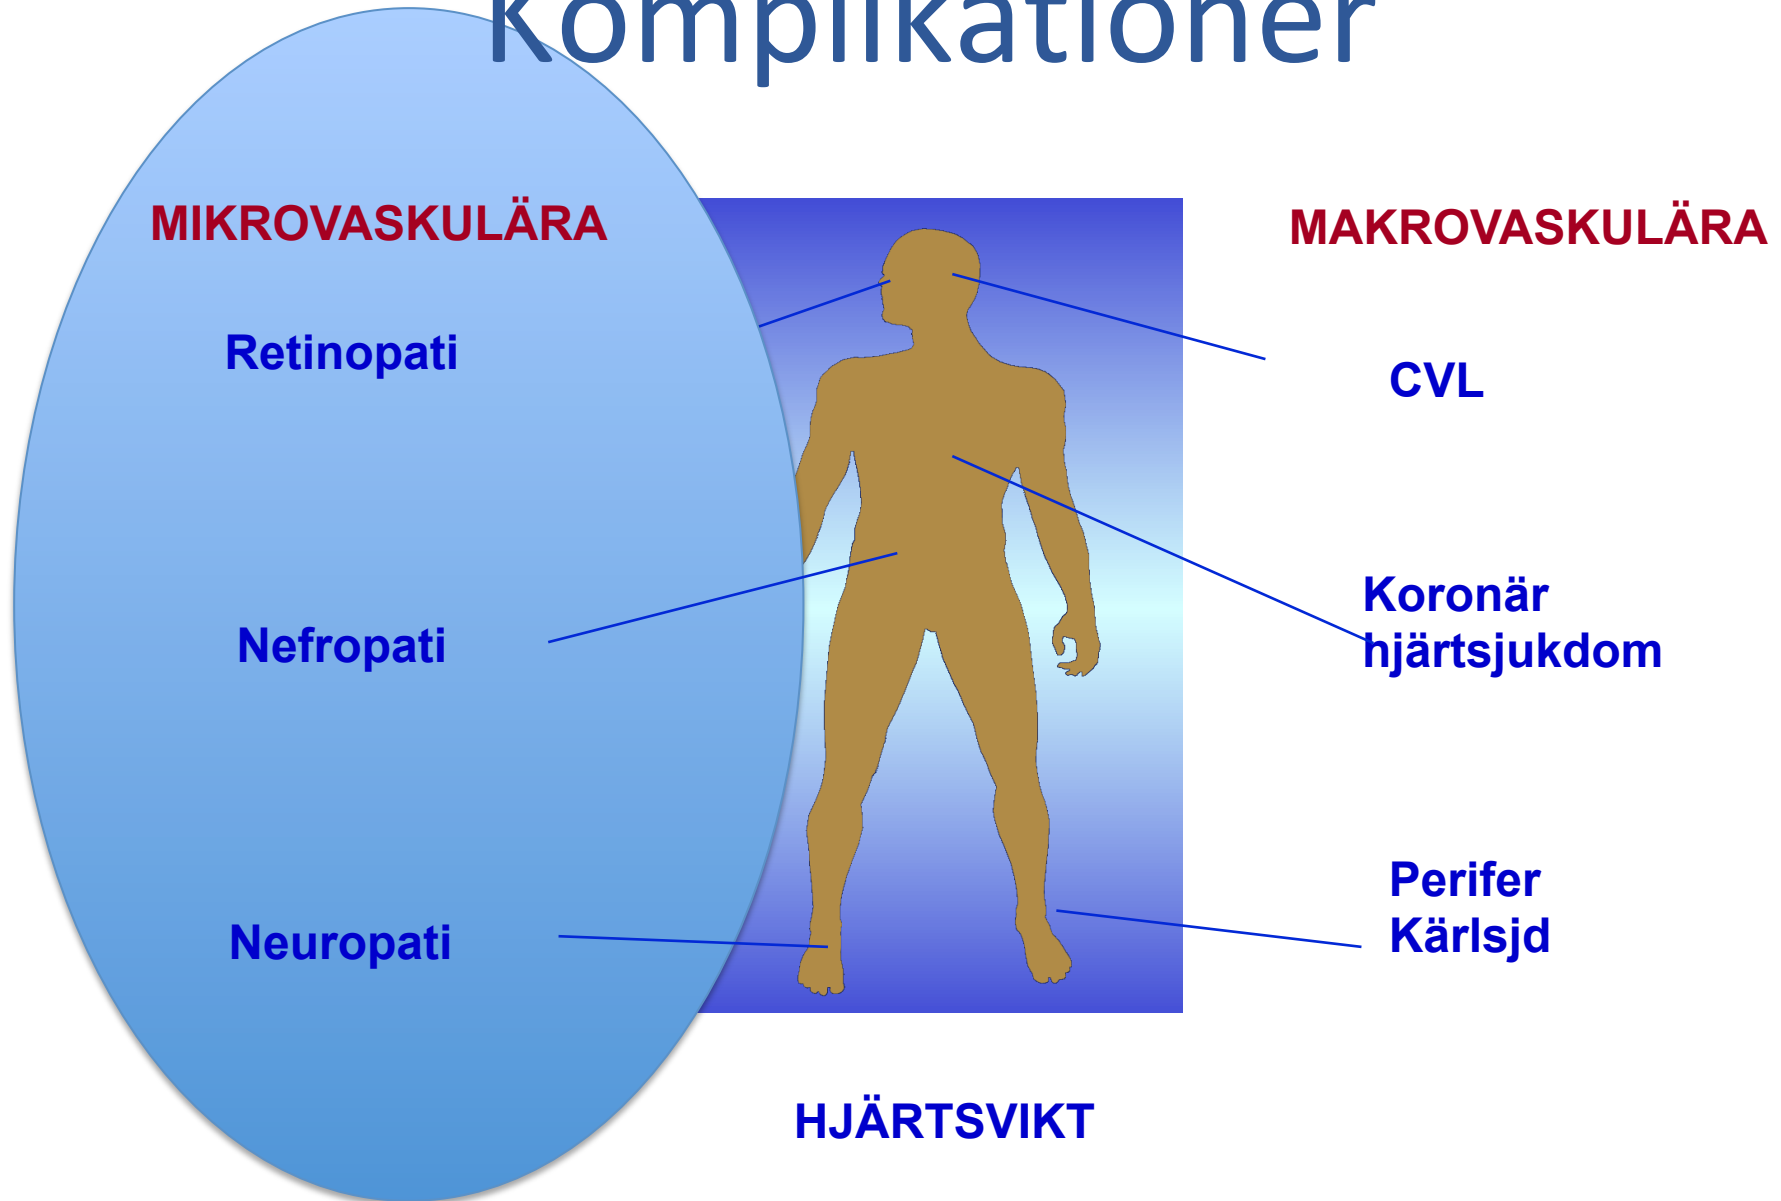 Komplikationer
MIKROVASKULÄRA
Retinopati
Nefropati
Neuropati
MAKROVASKULÄRA
CVL
Koronär
hjärtsjukdom
Perifer
Kärlsjd
HJÄRTSVIKT